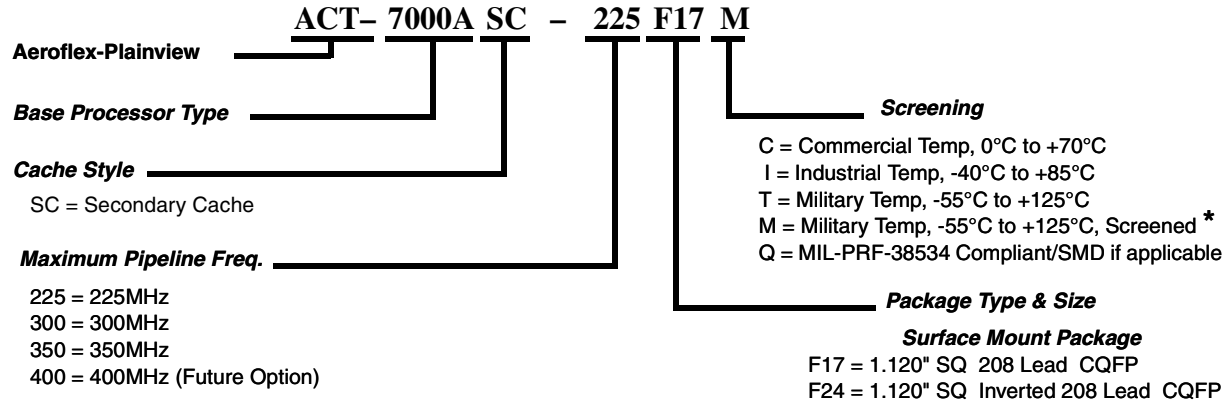 ACT– 7000A SC – 225 F17 M
Aeroflex-Plainview
Base Processor Type
Cache Style
SC = Secondary Cache
Maximum Pipeline Freq.
225 = 225MHz
300 = 300MHz
350 = 350MHz
400 = 400MHz (Future Option)
Screening
C = Commercial Temp, 0°C to +70°C
I = Industrial Temp, -40°C to +85°C
T = Military Temp, -55°C to +125°C
M = Military Temp, -55°C to +125°C, Screened *
Q = MIL-PRF-38534 Compliant/SMD if applicable
Package Type & Size
Surface Mount Package
F17 = 1.120" SQ 208 Lead CQFP
F24 = 1.120" SQ Inverted 208 Lead CQFP